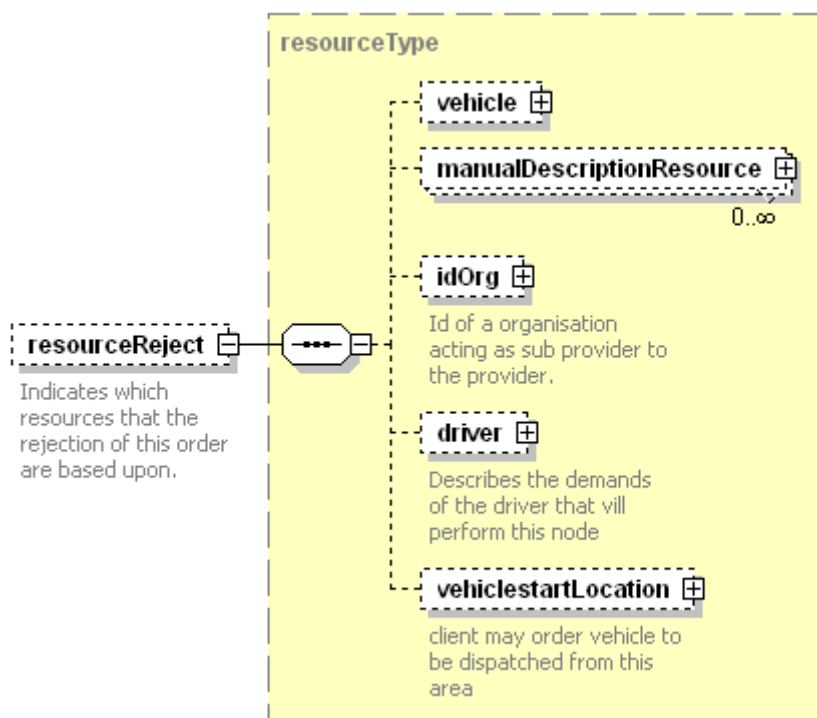 resourceType
vehicle
manualDescriptionResource
0..∞
idOrg
Id of a organisation
acting as sub provider to
the provider.
resourceReject
Indicates which
resources that the
rejection of this order
are based upon.
driver
Describes the demands
of the driver that vill
perform this node
vehiclestartLocation
client may order vehicle to
be dispatched from this
area